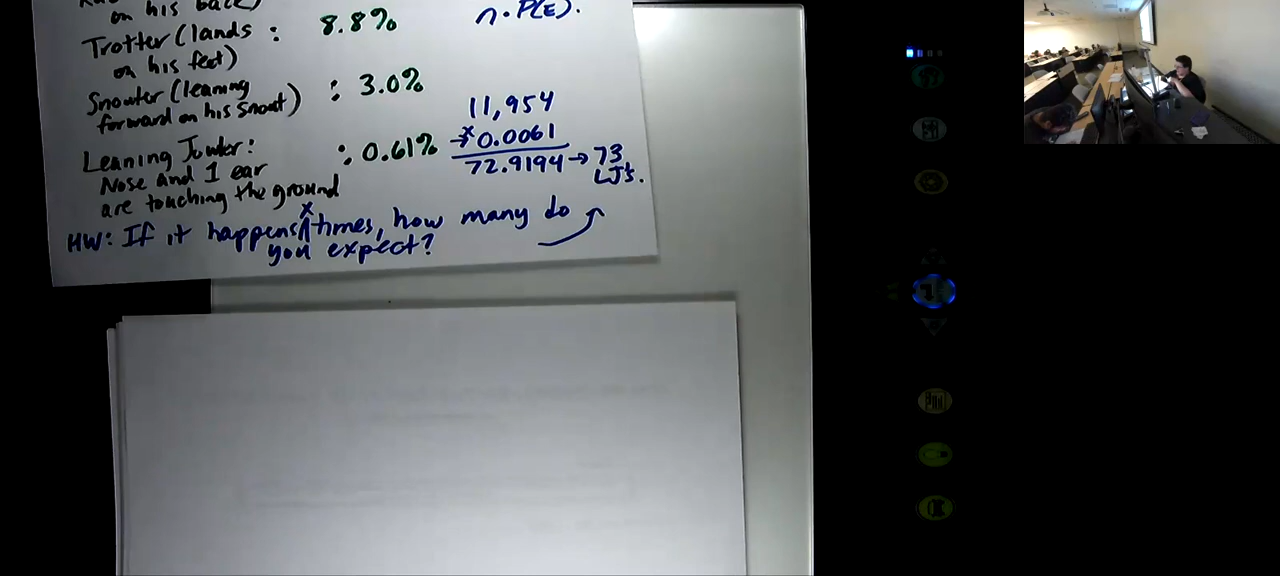 on his back)
Trotter (lands : 8.8%
on his feet)
n·P(E).
Snouter (leaning : 3.0%
forward on his snout)
Leaning Jowler: : 0.61%
Nose and 1 ear
are touching the ground
11,954
x 0.0061
72.9194 → 73
LJ's.
HW: If it happens x times, how many do
you expect?